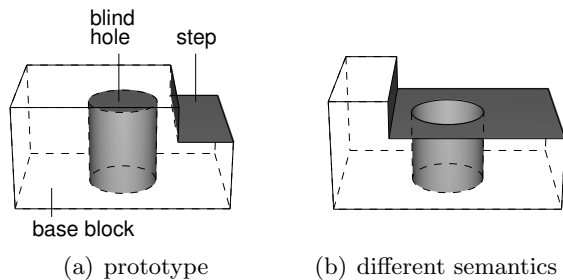 blind
hole
step
base block
(a) prototype
(b) different semantics